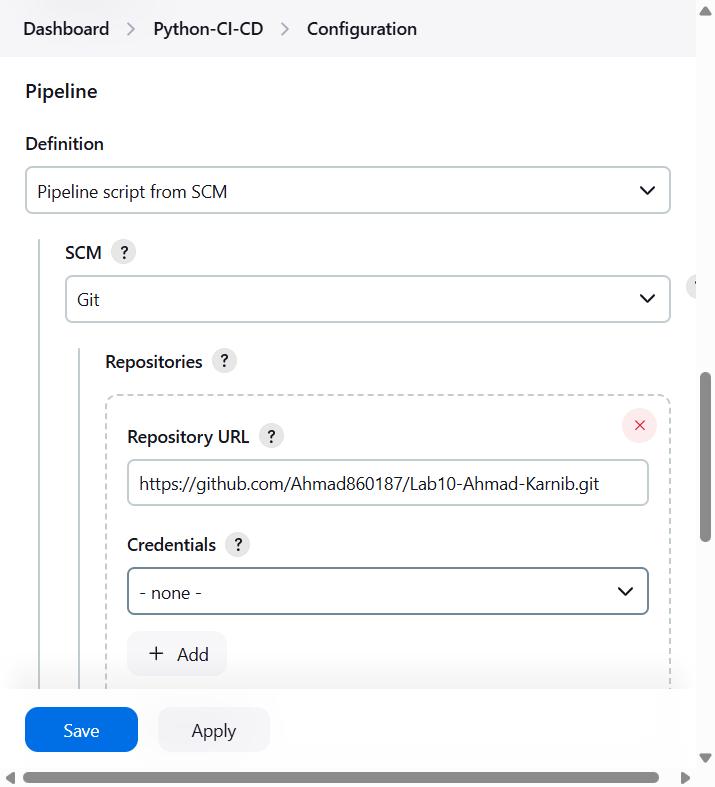 Dashboard > Python-CI-CD > Configuration
Pipeline
Definition
Pipeline script from SCM
SCM ?
Git
Repositories ?
Repository URL ?
https://github.com/Ahmad860187/Lab10-Ahmad-Karnib.git
Credentials ?
- none -
+ Add
Save Apply